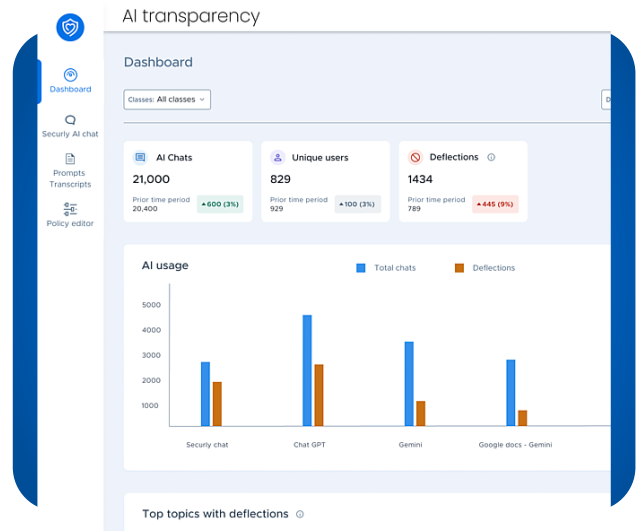 AI transparency
Dashboard
Securly AI chat
Prompts
Transcripts
Policy editor
Dashboard
Classes: All classes
D
AI Chats
21,000
Prior time period
20,400
600 (3%)
Unique users
829
Prior time period
929
100 (3%)
Deflections
1434
Prior time period
789
445 (9%)
AI usage
Total chats
Deflections
5000
4000
3000
2000
1000
Securly chat
Chat GPT
Gemini
Google docs - Gemini
Top topics with deflections